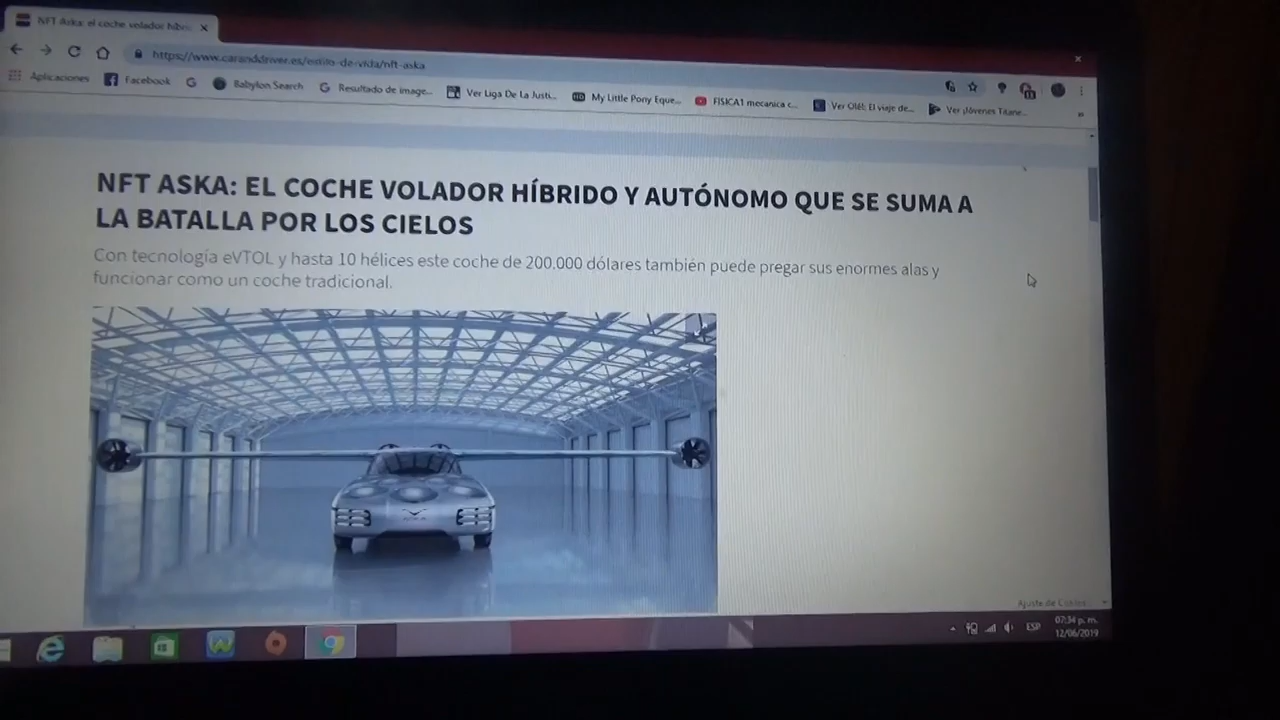 NFT Aska: el coche volador híbri
https://www.caranddriver.es/estilo-de-vida/nft-aska
Aplicaciones Facebook Babylon Search Resultado de image... Ver Liga De La Justi... My Little Pony Eque... FISICA1 mecanica c... Ver Olé!: El viaje de... Ver Jóvenes Titane...
NFT ASKA: EL COCHE VOLADOR HÍBRIDO Y AUTÓNOMO QUE SE SUMA A
LA BATALLA POR LOS CIELOS
Con tecnología eVTOL y hasta 10 hélices este coche de 200.000 dólares también puede pregar sus enormes alas y
funcionar como un coche tradicional.
Ajuste de
ESP
07:34 p. m.
12/06/2019